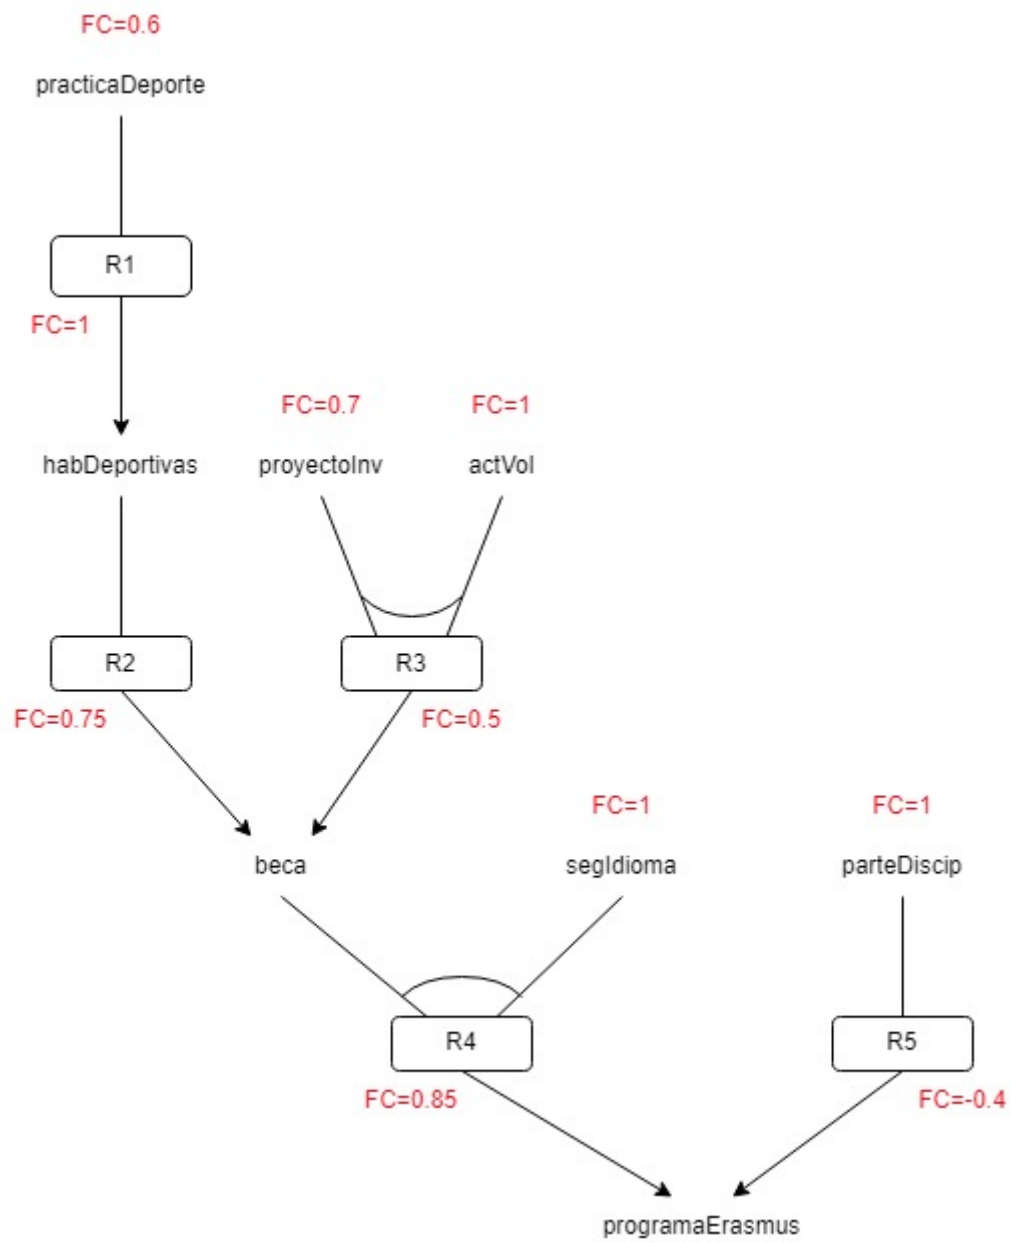 FC=0.6
practicaDeporte
R1
FC=1
FC=0.7 FC=1
habDeportivas proyectoInv actVol
R2 R3
FC=0.75 FC=0.5
FC=1 FC=1
beca segIdioma parteDiscip
R4 R5
FC=0.85 FC=-0.4
programaErasmus